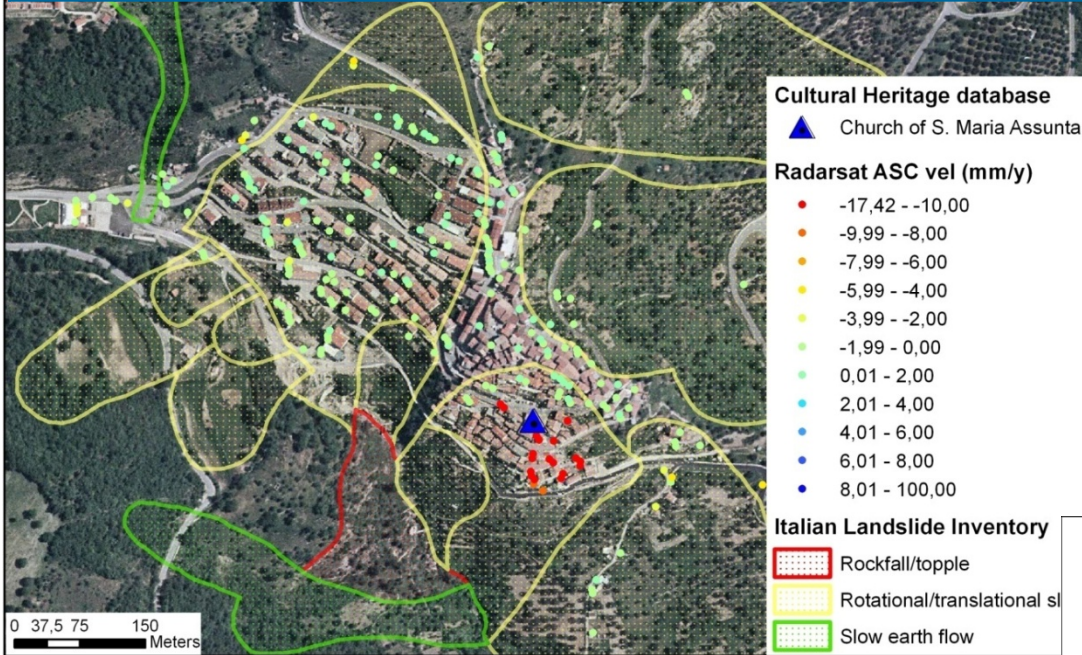 Cultural Heritage database
Church of S. Maria Assunta
Radarsat ASC vel (mm/y)
-17,42 - -10,00
-9,99 - -8,00
-7,99 - -6,00
-5,99 - -4,00
-3,99 - -2,00
-1,99 - 0,00
0,01 - 2,00
2,01 - 4,00
4,01 - 6,00
6,01 - 8,00
8,01 - 100,00
Italian Landslide Inventory
Rockfall/topple
Rotational/translational sl
Slow earth flow
0 37,5 75 150
Meters